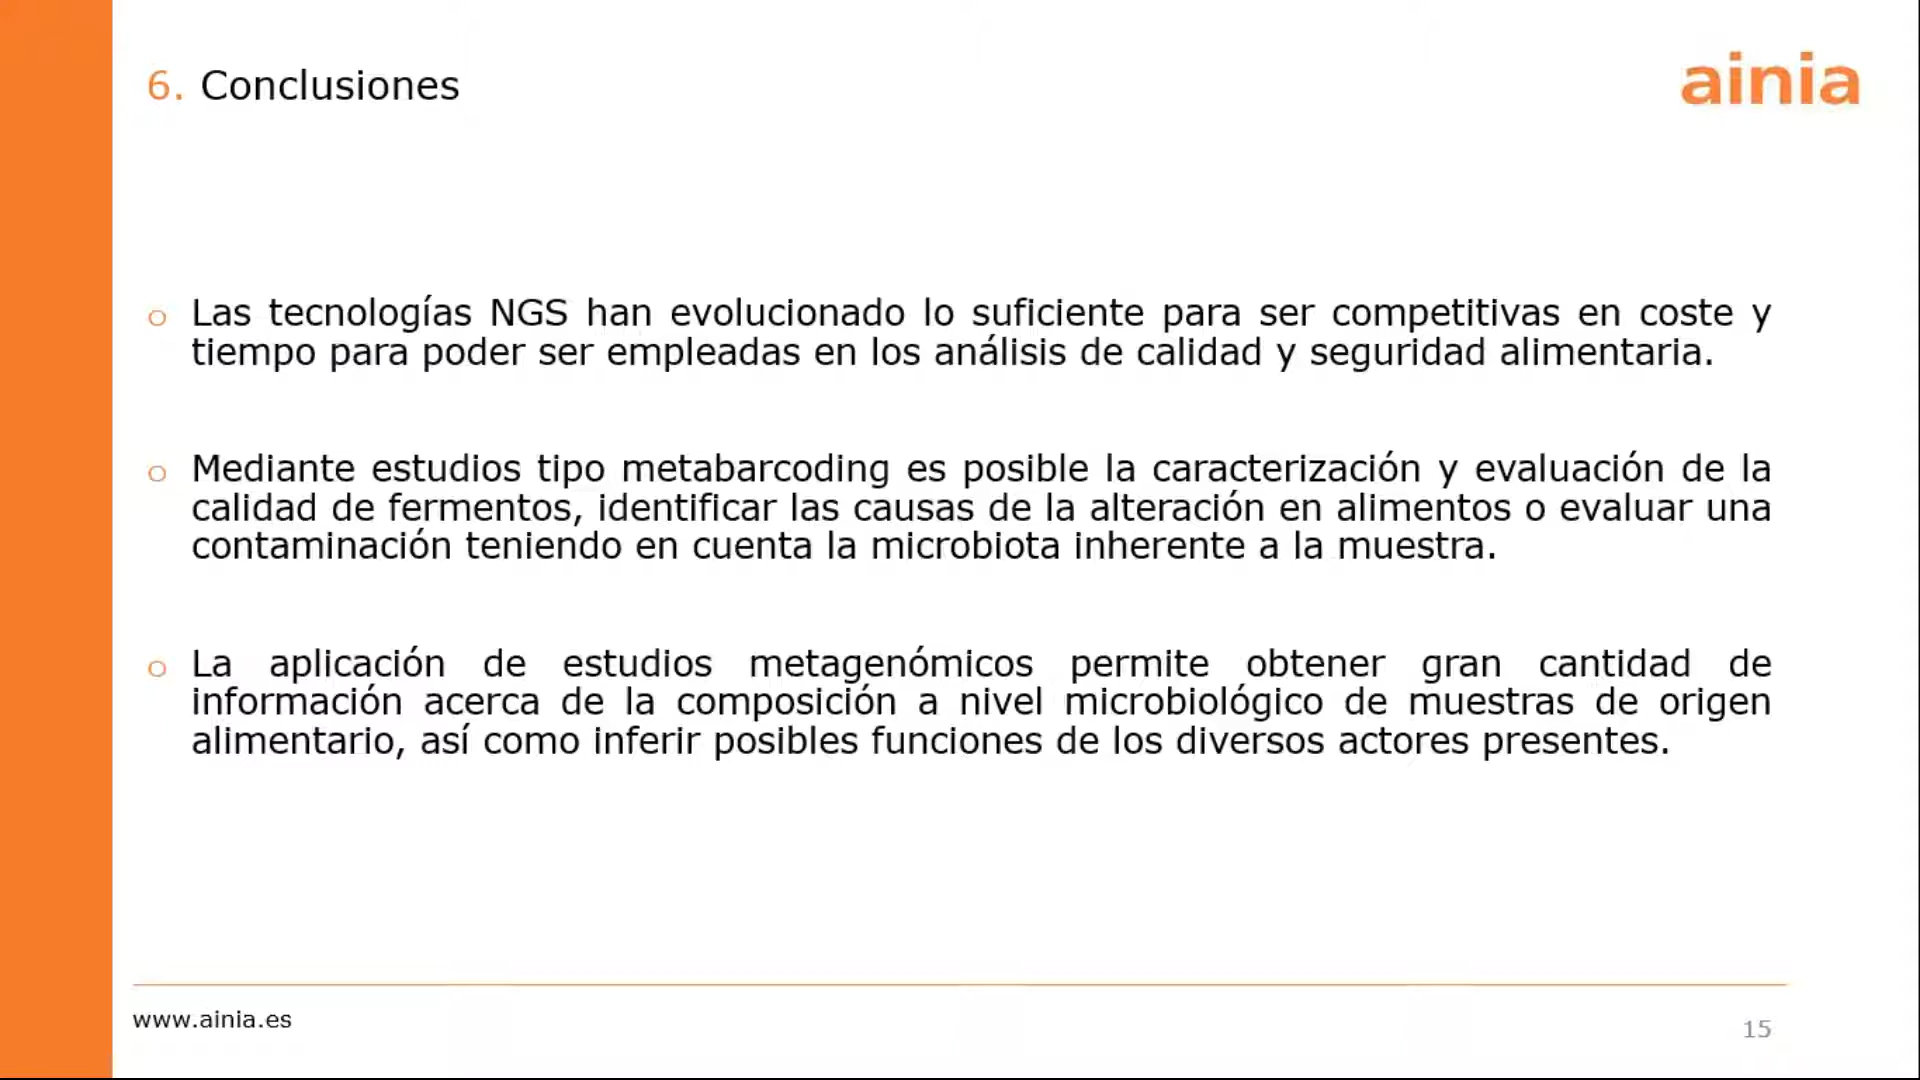 6. Conclusiones
ainia
o Las tecnologías NGS han evolucionado lo suficiente para ser competitivas en coste y
tiempo para poder ser empleadas en los análisis de calidad y seguridad alimentaria.
o Mediante estudios tipo metabarcoding es posible la caracterización y evaluación de la
calidad de fermentos, identificar las causas de la alteración en alimentos o evaluar una
contaminación teniendo en cuenta la microbiota inherente a la muestra.
o La aplicación de estudios metagenómicos permite obtener gran cantidad de
información acerca de la composición a nivel microbiológico de muestras de origen
alimentario, así como inferir posibles funciones de los diversos actores presentes.
www.ainia.es
15